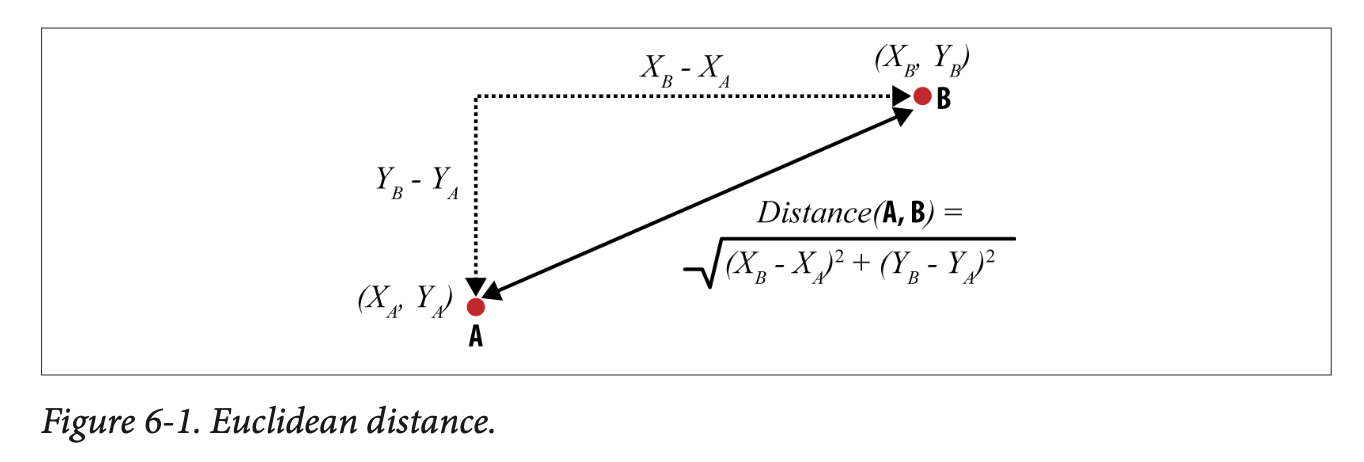 (X_B, Y_B)
X_B - X_A
B
Y_B - Y_A
Distance(A, B) =
√(X_B - X_A)² + (Y_B - Y_A)²
(X_A, Y_A)
A
Figure 6-1. Euclidean distance.